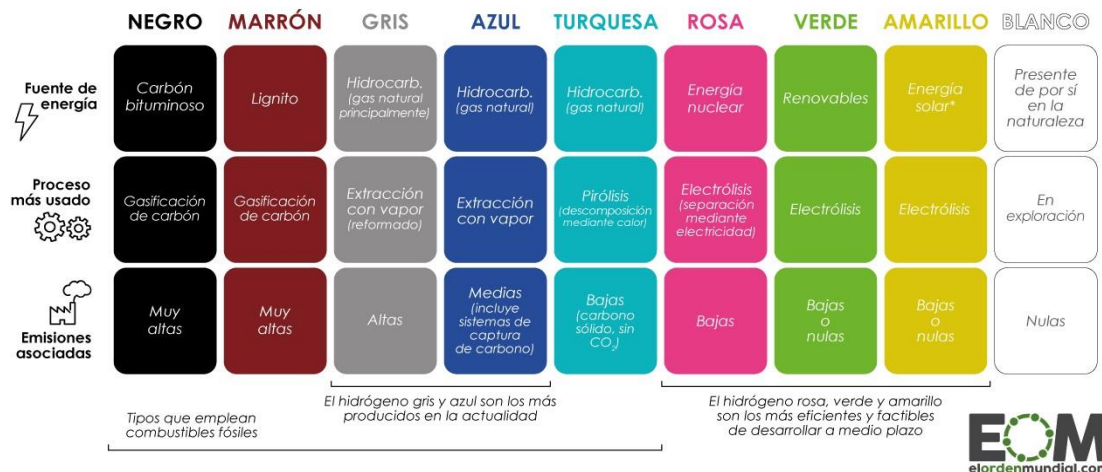 NEGRO MARRÓN GRIS AZUL TURQUESA ROSA VERDE AMARILLO BLANCO
Fuente de
energía
Carbón
bituminoso
Lignito
Hidrocarb.
(gas natural
principalmente)
Hidrocarb.
(gas natural)
Hidrocarb.
(gas natural)
Energía
nuclear
Renovables
Energía
solar*
Presente
de por sí
en la
naturaleza
Proceso
más usado
Gasificación
de carbón
Gasificación
de carbón
Extracción
con vapor
(reformado)
Extracción
con vapor
Pirólisis
(descomposición
mediante calor)
Electrólisis
(separación
mediante
electricidad)
Electrólisis
Electrólisis
En
exploración
Emisiones
asociadas
Muy
altas
Muy
altas
Altas
Medias
(incluye
sistemas de
captura
de carbono)
Bajas
(carbono
sólido, sin
CO₂)
Bajas
Bajas
o
nulas
Bajas
o
nulas
Nulas
Tipos que emplean
combustibles fósiles
El hidrógeno gris y azul son los más
producidos en la actualidad
El hidrógeno rosa, verde y amarillo
son los más eficientes y factibles
de desarrollar a medio plazo
EOM
elordenmundial.com